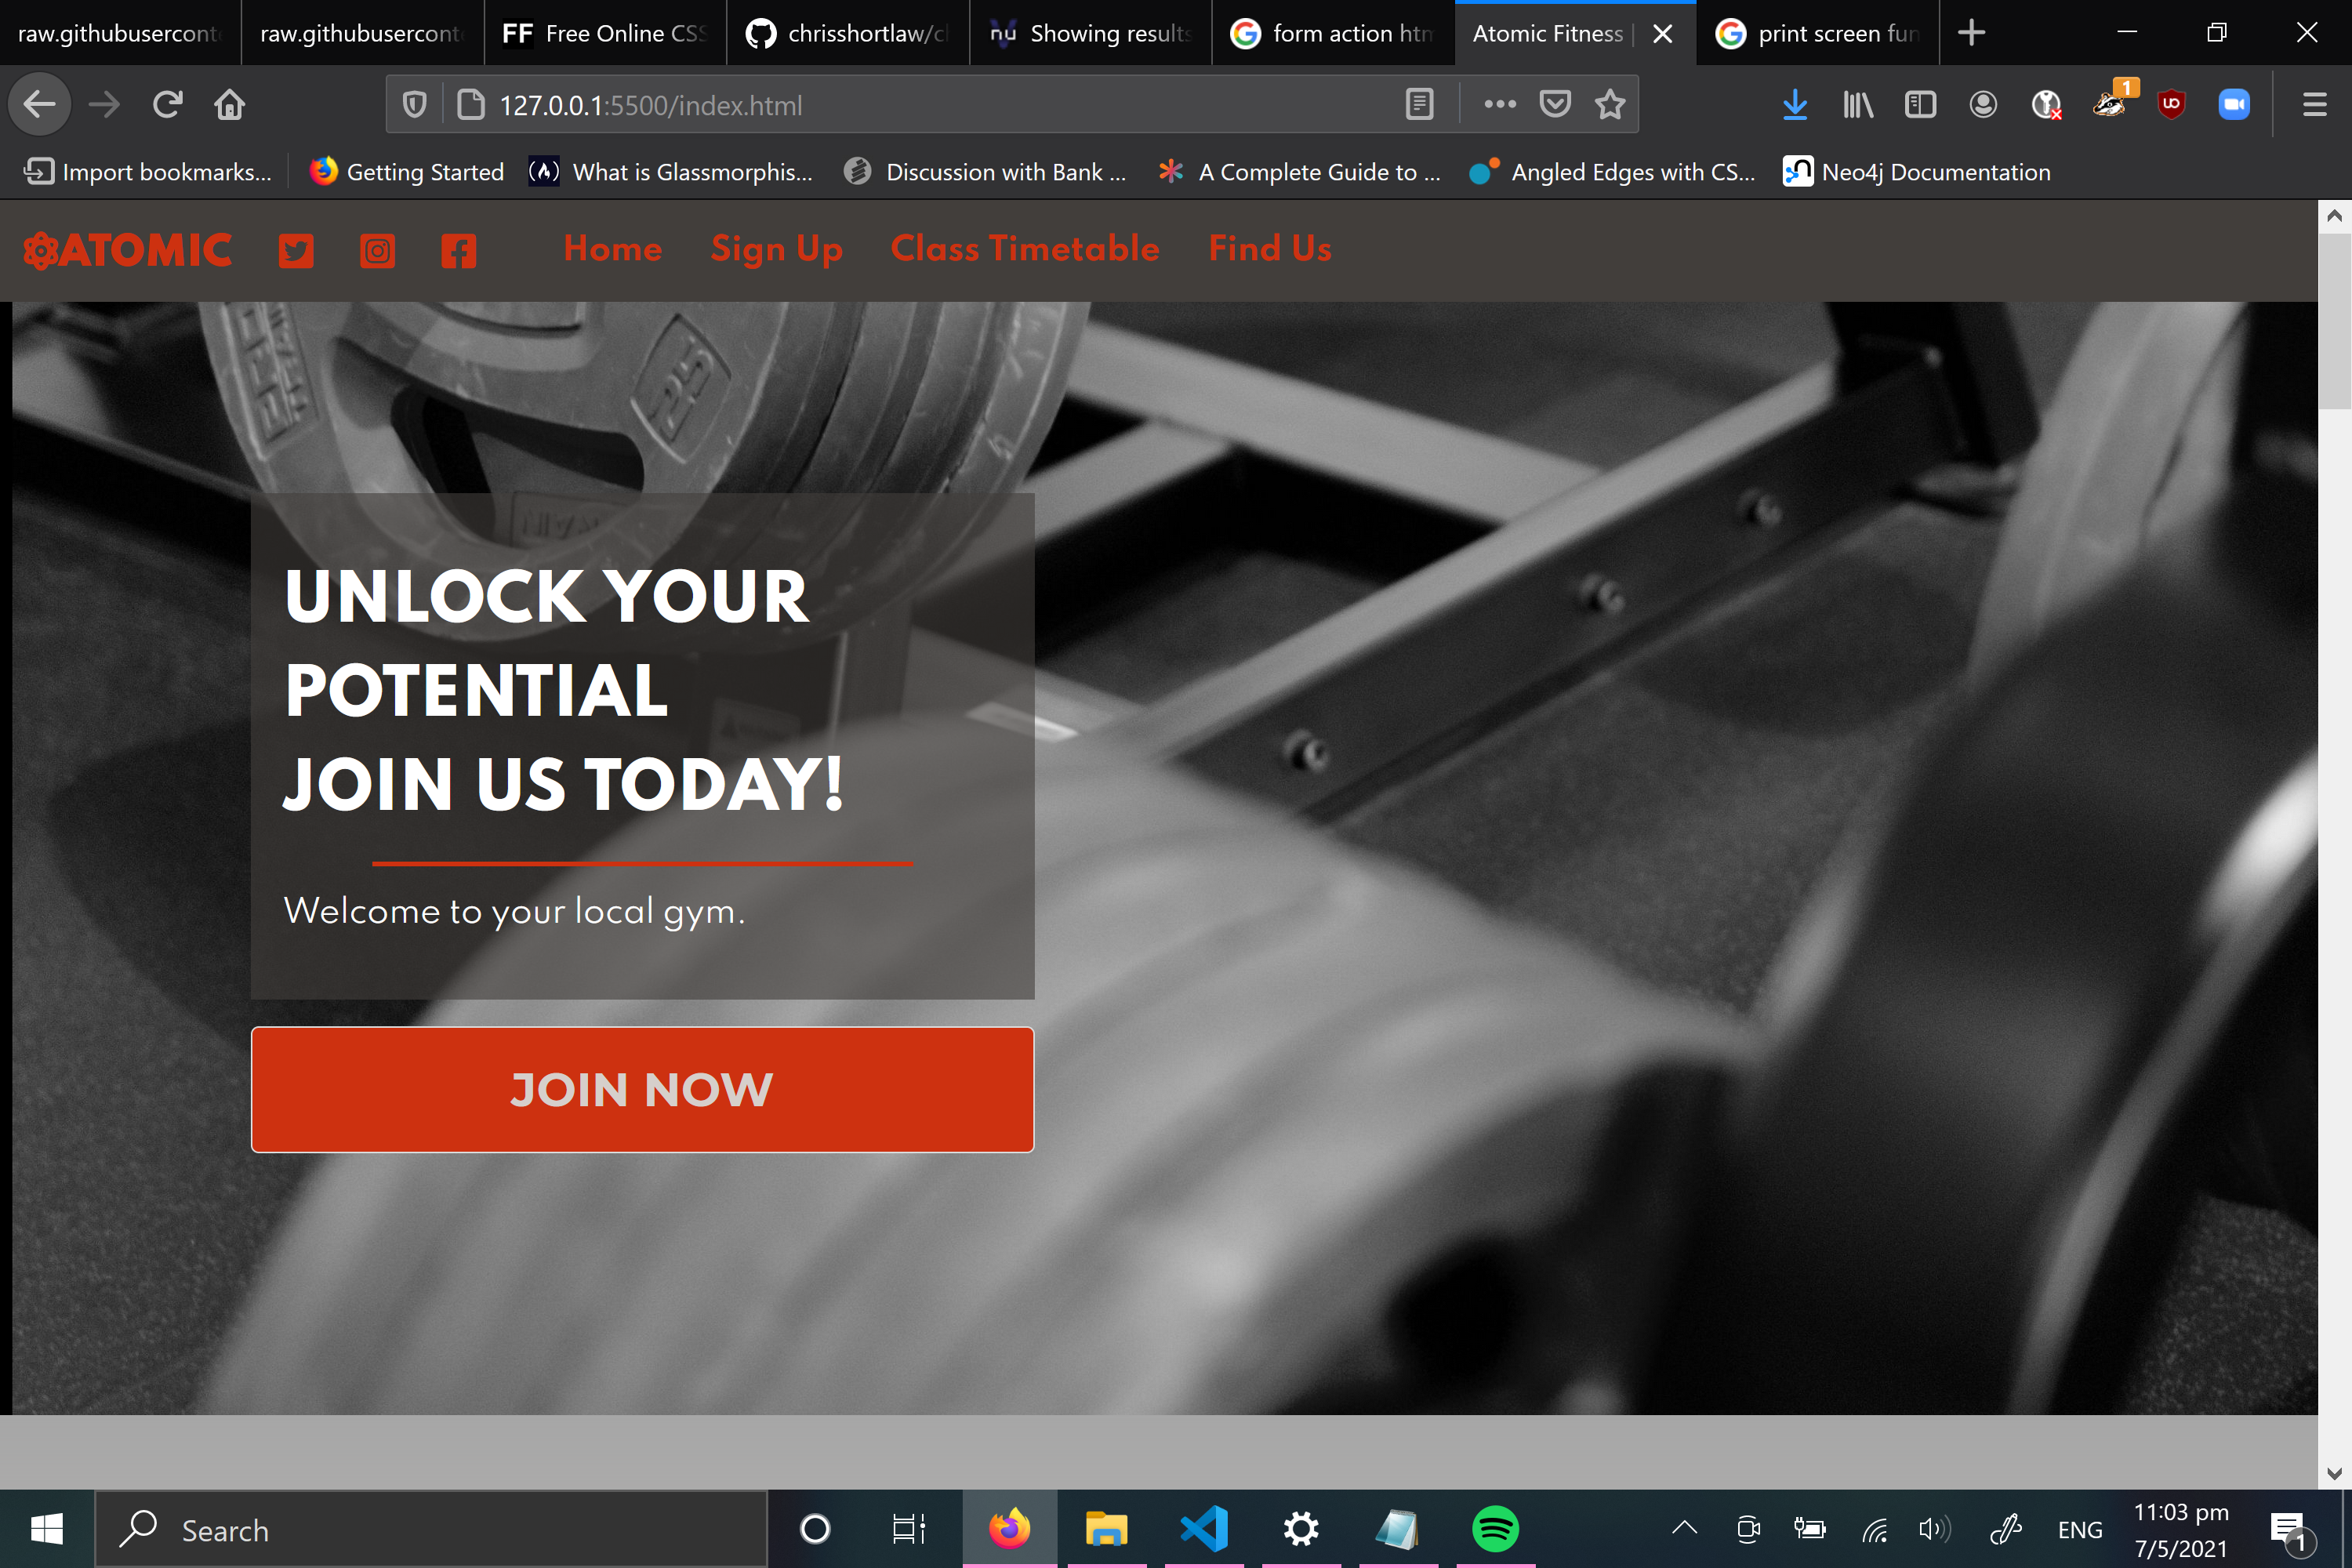 raw.githubusercont
raw.githubusercont
FF Free Online CSS
chrisshortlaw/c
nu Showing results
form action htm
Atomic Fitness |
print screen fun
127.0.0.1:5500/index.html
1
Import bookmarks...
Getting Started
What is Glassmorphis...
Discussion with Bank ...
A Complete Guide to ...
Angled Edges with CS...
Neo4j Documentation
ATOMIC
Home
Sign Up
Class Timetable
Find Us
25
UNLOCK YOUR
POTENTIAL
JOIN US TODAY!
Welcome to your local gym.
JOIN NOW
Search
ENG
11:03 pm
7/5/2021
1